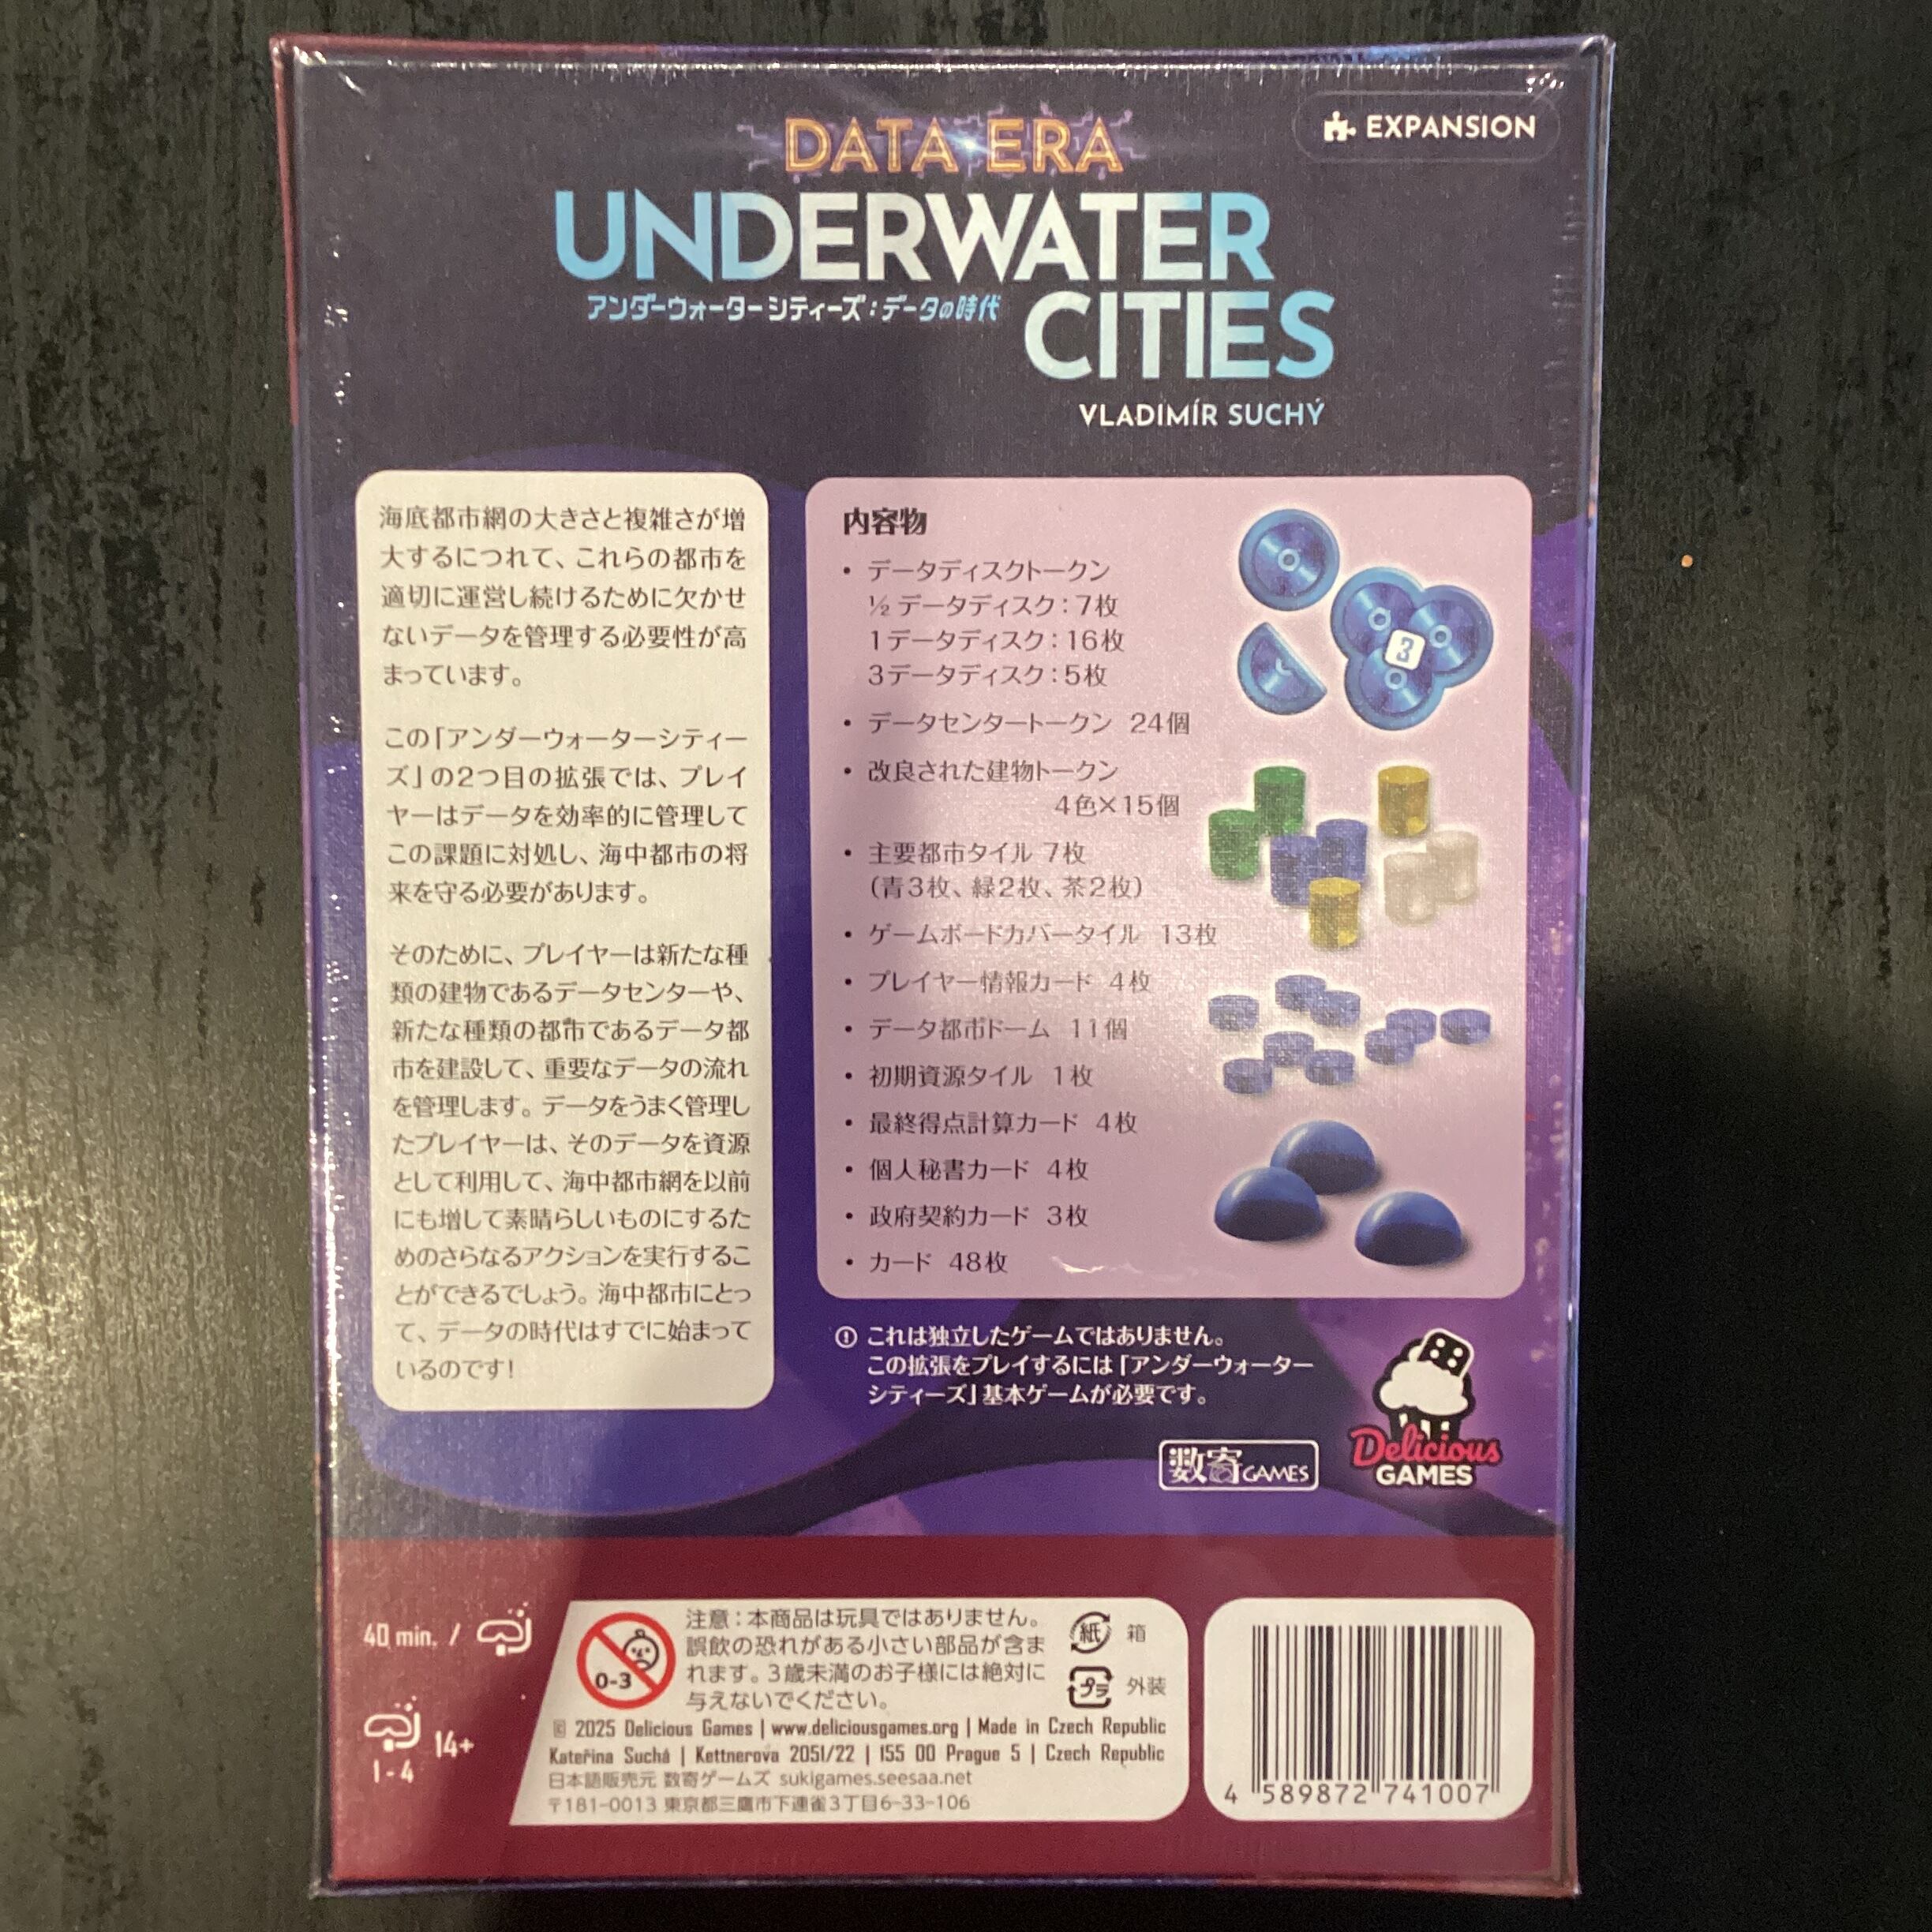 DATA ERA
EXPANSION
UNDERWATER
アンダーウォーターシティーズ:データの時代
CITIES
VLADIMÍR SUCHÝ
海底都市網の大きさと複雑さが増
大するにつれて、これらの都市を
適切に運営し続けるために欠かせ
ないデータを管理する必要性が高
まっています。
この「アンダーウォーターシティー
ズ」の2つ目の拡張では、プレイ
ヤーはデータを効率的に管理して
この課題に対処し、海中都市の将
来を守る必要があります。
そのために、プレイヤーは新たな種
類の建物であるデータセンターや、
新たな種類の都市であるデータ都
市を建設して、重要なデータの流れ
を管理します。データをうまく管理し
たプレイヤーは、そのデータを資源
として利用して、海中都市網を以前
にも増して素晴らしいものにするた
めのさらなるアクションを実行するこ
とができるでしょう。海中都市にとっ
て、データの時代はすでに始まって
いるのです!
内容物
• データディスクトークン
½ データディスク:7枚
1データディスク:16枚
3データディスク:5枚
• データセンタートークン 24個
• 改良された建物トークン
4色×15個
• 主要都市タイル 7枚
(青3枚、緑2枚、茶2枚)
• ゲームボードカバータイル 13枚
• プレイヤー情報カード 4枚
• データ都市ドーム 11個
• 初期資源タイル 1枚
• 最終得点計算カード 4枚
• 個人秘書カード 4枚
• 政府契約カード 3枚
• カード 48枚
3
これは独立したゲームではありません。
この拡張をプレイするには「アンダーウォーター
シティーズ」基本ゲームが必要です。
数寄GAMES
Delicious
GAMES
40 min. /
14+
1-4
0-3
注意:本商品は玩具ではありません。
誤飲の恐れがある小さい部品が含ま
れます。3歳未満のお子様には絶対に
与えないでください。
紙 箱
プラ 外装
© 2025 Delicious Games | www.deliciousgames.org | Made in Czech Republic
Kateřina Suchá | Kettnerova 2051/22 | 155 00 Prague 5 | Czech Republic
日本語販売元 数寄ゲームズ sukigames.seesaa.net
〒181-0013 東京都三鷹市下連雀3丁目6-33-106
4 589872 741007